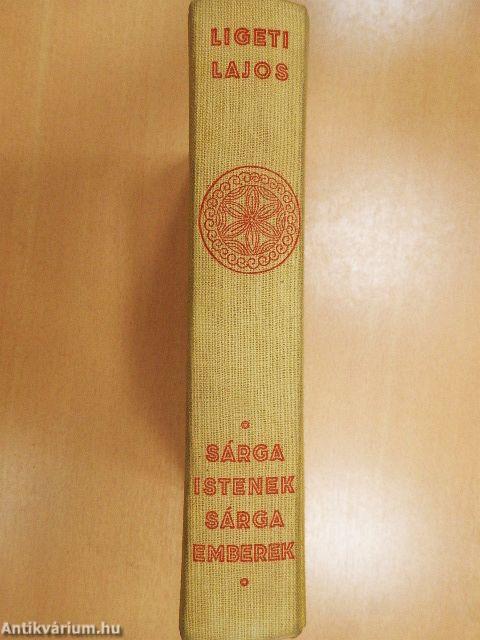 LIGETI
LAJOS
SÁRGA
ISTENEK
SÁRGA
EMBEREK
Antikvárium.hu